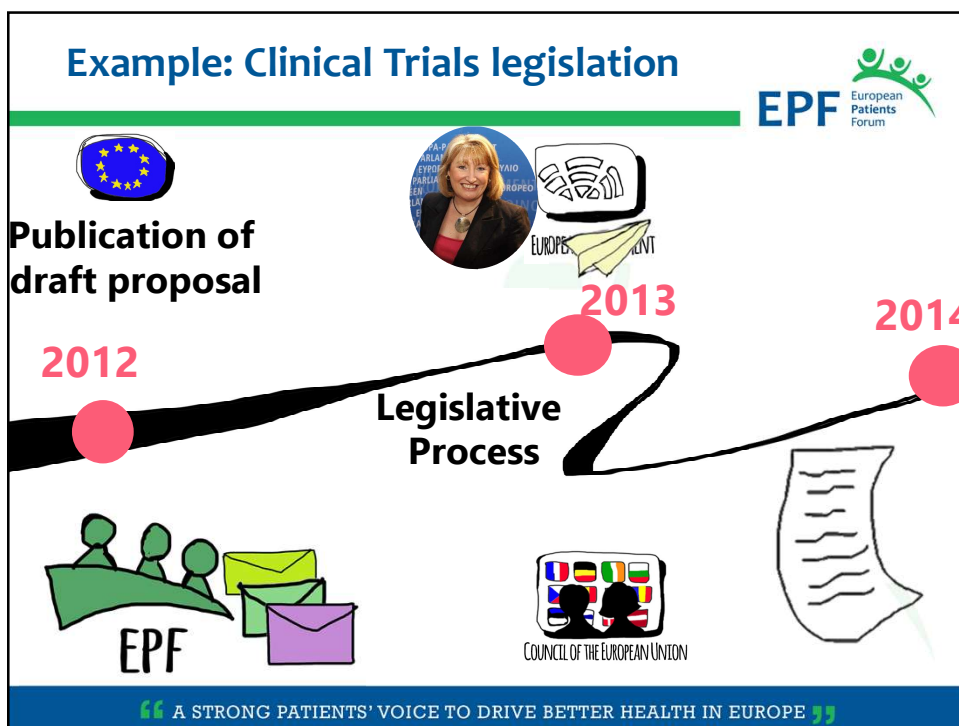 Example: Clinical Trials legislation
EPF
European
Patients
Forum
Publication of
draft proposal
2012
2013
2014
Legislative
Process
EPF
COUNCIL OF THE EUROPEAN UNION
“ A STRONG PATIENTS’ VOICE TO DRIVE BETTER HEALTH IN EUROPE ”